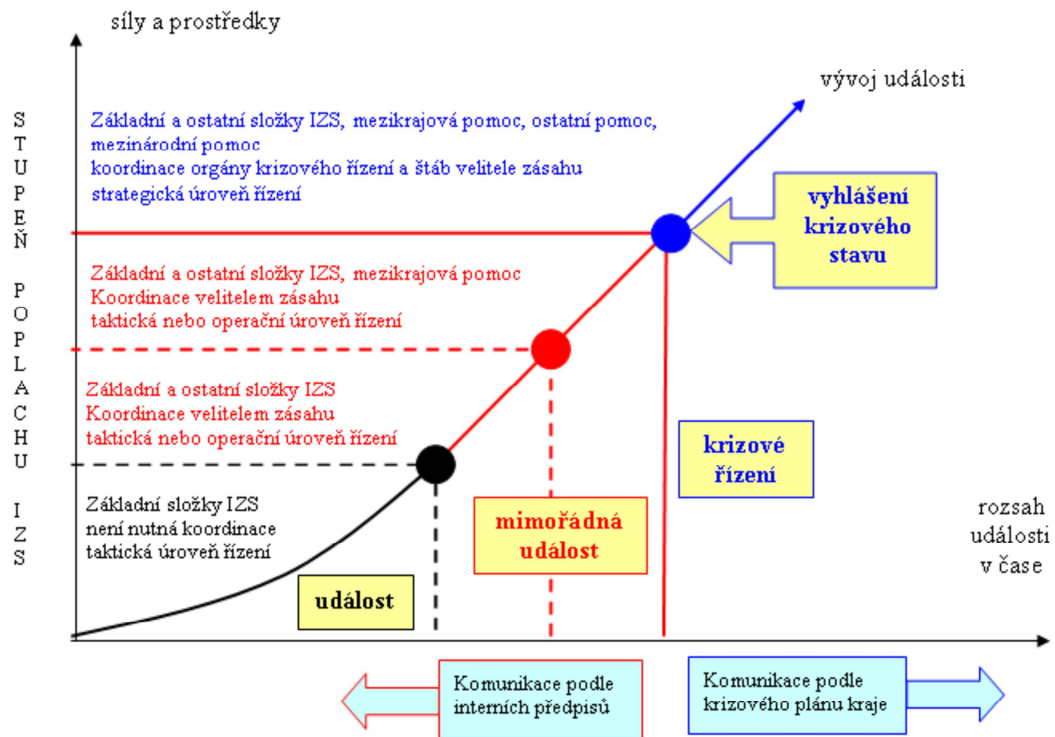 síly a prostředky
vývoj události
STUPEŇ POPLACHU IZS
Základní a ostatní složky IZS, mezikrajová pomoc, ostatní pomoc,
mezinárodní pomoc
koordinace orgány krizového řízení a štáb velitele zásahu
strategická úroveň řízení
vyhlášení
krizového
stavu
Základní a ostatní složky IZS, mezikrajová pomoc
Koordinace velitelem zásahu
taktická nebo operační úroveň řízení
Základní a ostatní složky IZS
Koordinace velitelem zásahu
taktická nebo operační úroveň řízení
krizové
řízení
Základní složky IZS
není nutná koordinace
taktická úroveň řízení
mimořádná
událost
rozsah
události
v čase
událost
Komunikace podle
interních předpisů
Komunikace podle
krizového plánu kraje